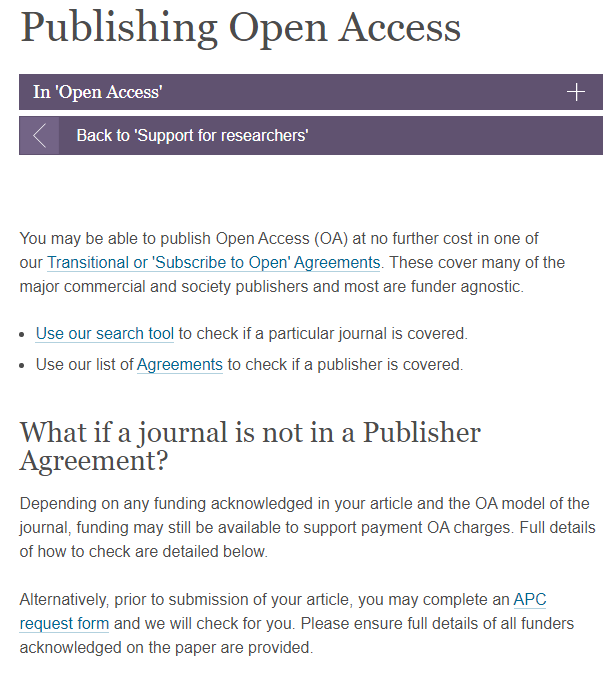 Publishing Open Access
In 'Open Access'
Back to 'Support for researchers'
You may be able to publish Open Access (OA) at no further cost in one of
our Transitional or 'Subscribe to Open' Agreements. These cover many of the
major commercial and society publishers and most are funder agnostic.
Use our search tool to check if a particular journal is covered.
Use our list of Agreements to check if a publisher is covered.
What if a journal is not in a Publisher
Agreement?
Depending on any funding acknowledged in your article and the OA model of the
journal, funding may still be available to support payment OA charges. Full details
of how to check are detailed below.
Alternatively, prior to submission of your article, you may complete an APC
request form and we will check for you. Please ensure full details of all funders
acknowledged on the paper are provided.